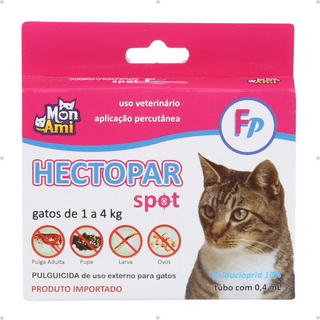 Mon
Ami
uso veterinário
aplicação percutânea
Fp
HECTOPAR
spot
gatos de 1 a 4 kg
Pulga Adulta Pupa Larva Ovos
PULGUICIDA de uso externo para gatos
PRODUTO IMPORTADO
tubo com 0,4 mL